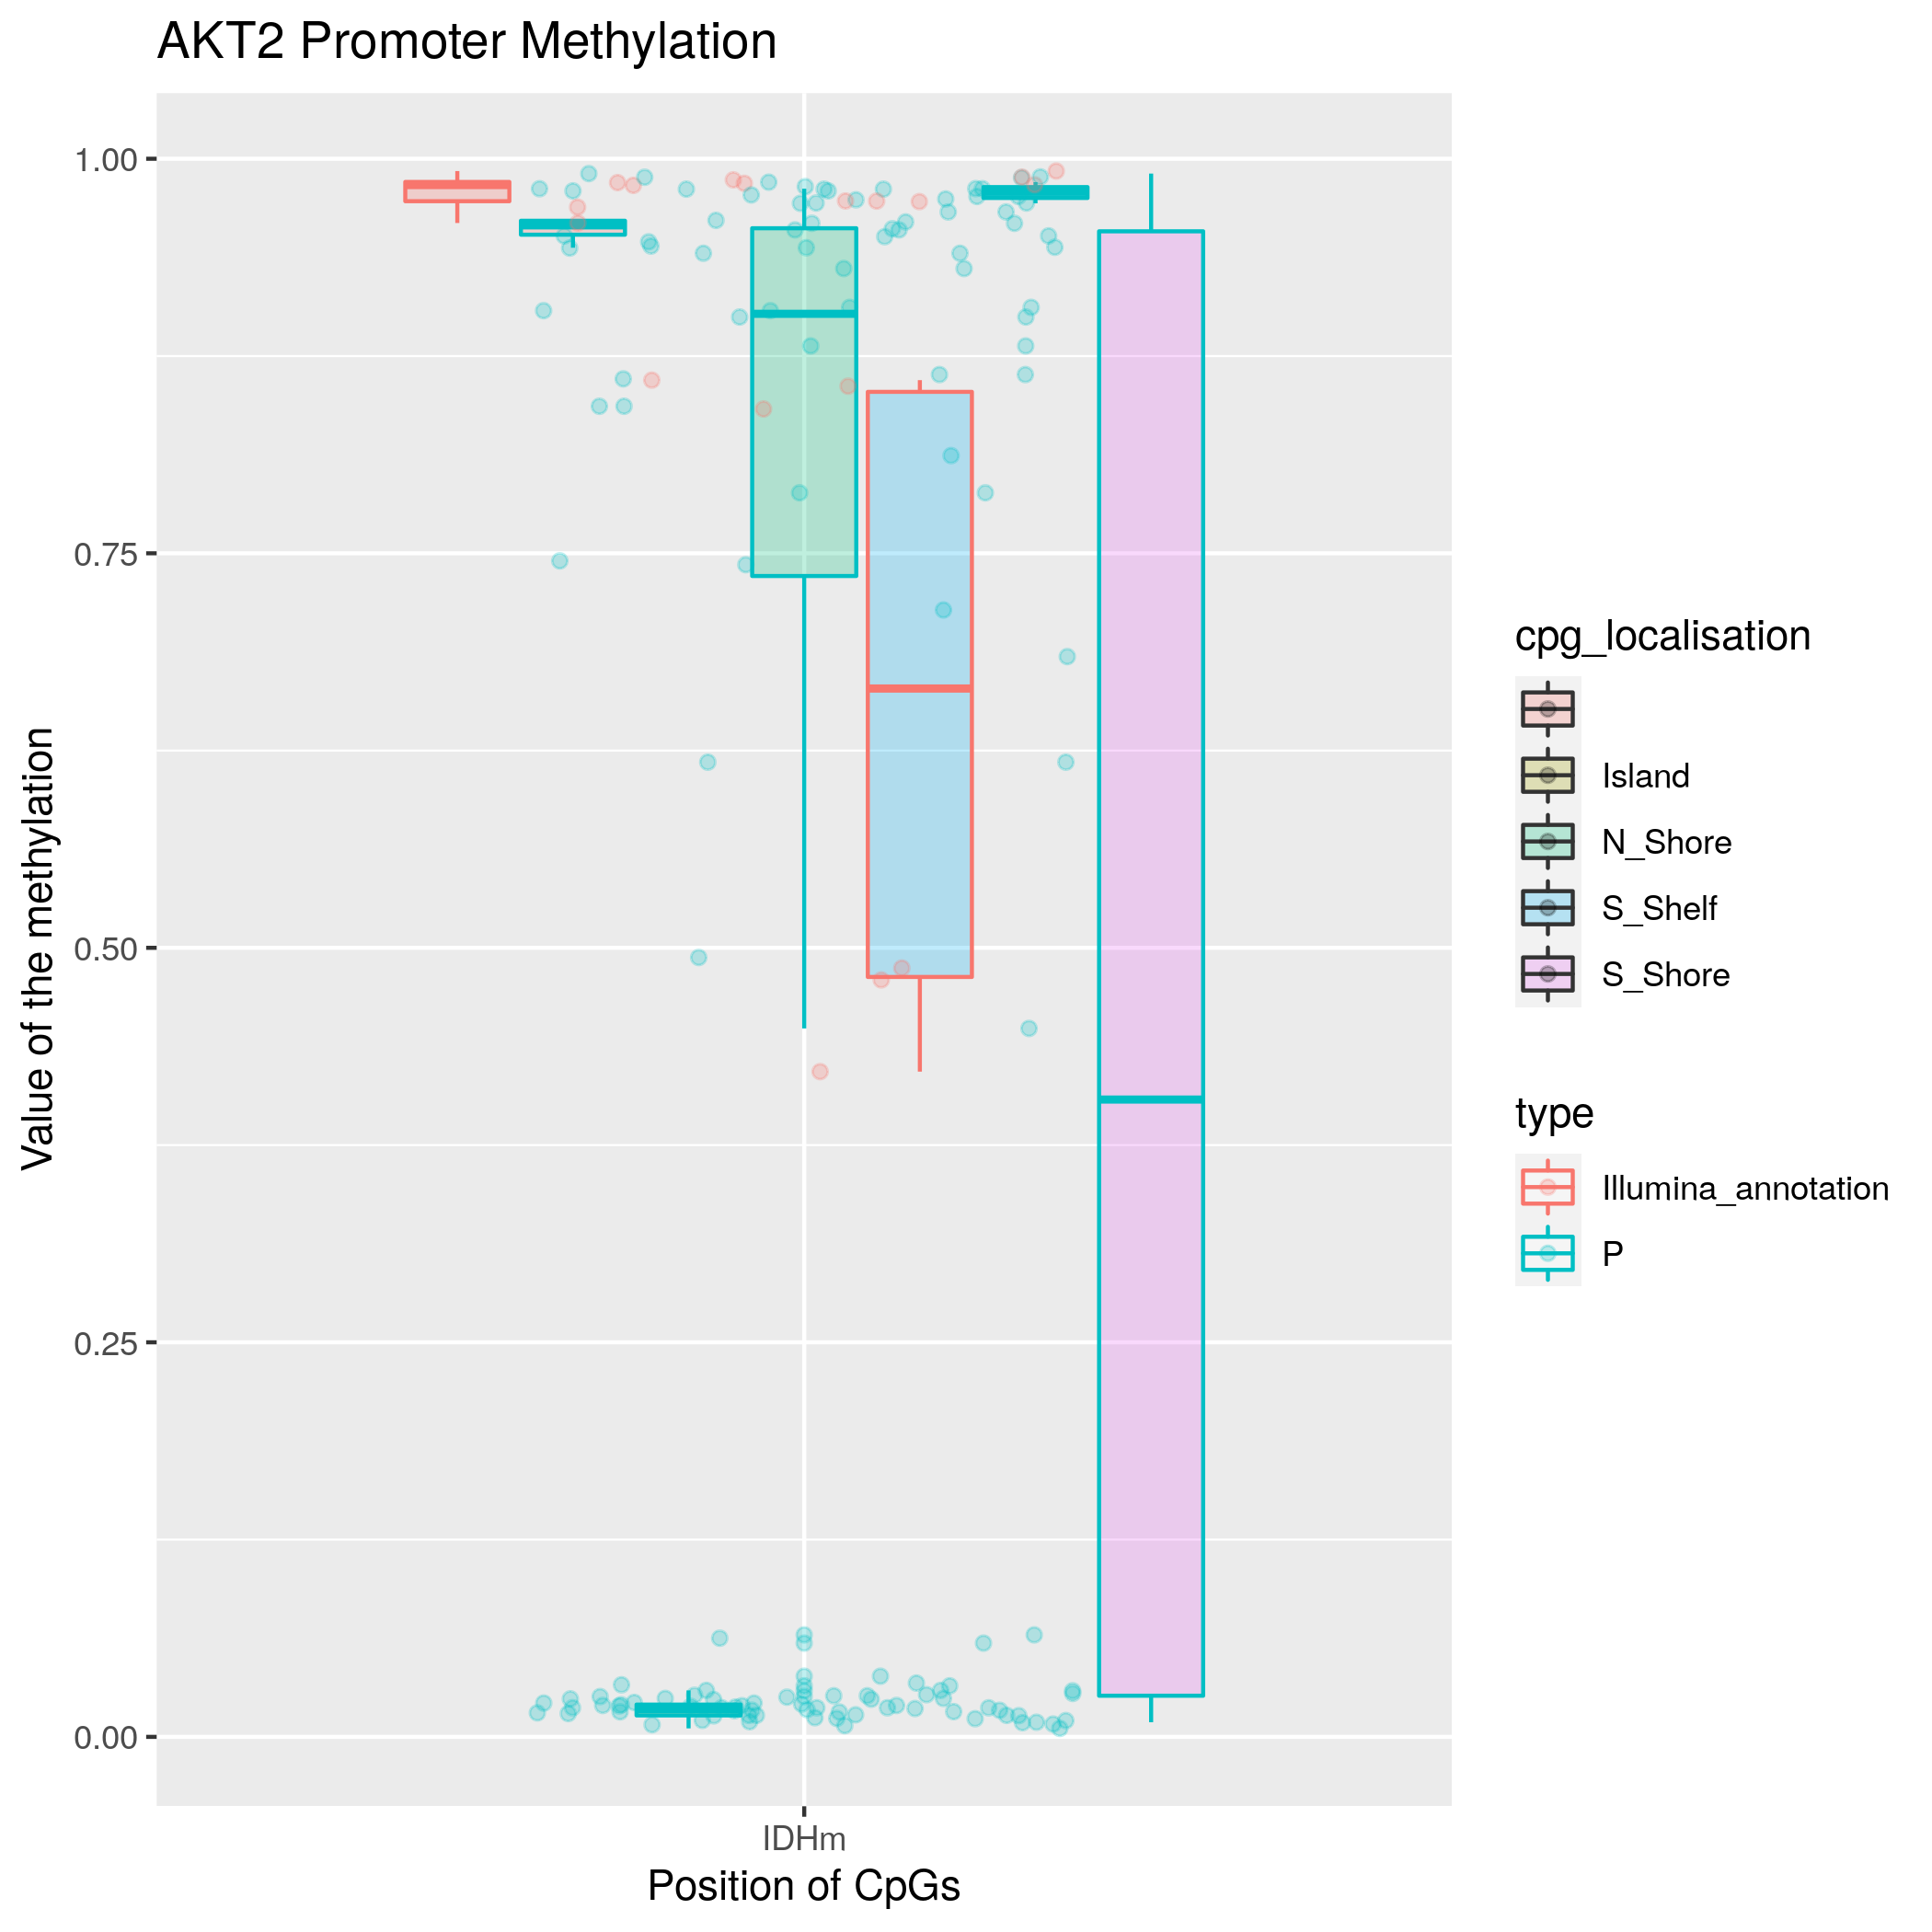 AKT2 Promoter Methylation
Value of the methylation
1.00
0.75
0.50
0.25
0.00
IDHm
Position of CpGs
cpg_localisation
Island
N_Shore
S_Shelf
S_Shore
type
Illumina_annotation
P